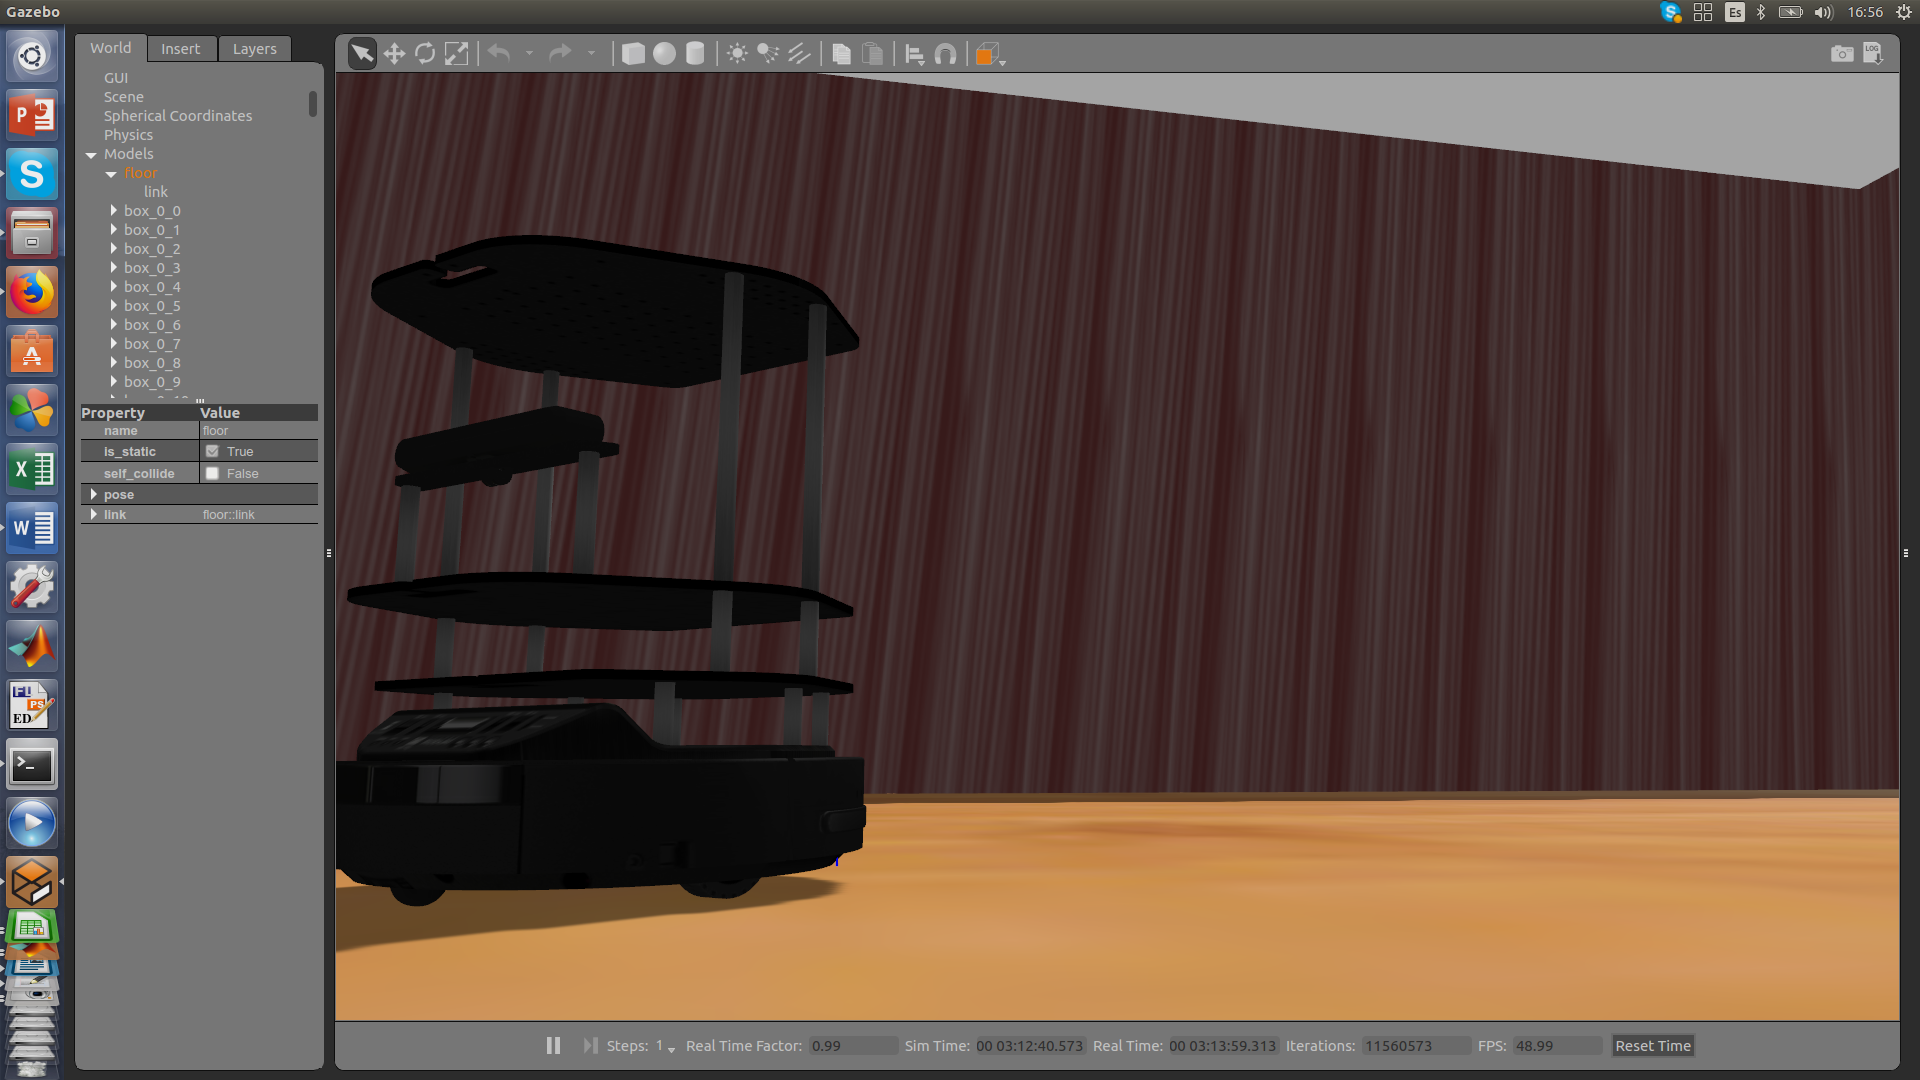 Gazebo
Es
16:56
World
Insert
Layers
LOG
GUI
Scene
Spherical Coordinates
Physics
Models
floor
link
box_0_0
box_0_1
box_0_2
box_0_3
box_0_4
box_0_5
box_0_6
box_0_7
box_0_8
box_0_9
Property Value
name floor
is_static True
self_collide False
pose
link floor::link
Steps: 1 Real Time Factor: 0.99 Sim Time: 00 03:12:40.573 Real Time: 00 03:13:59.313 Iterations: 11560573 FPS: 48.99 Reset Time